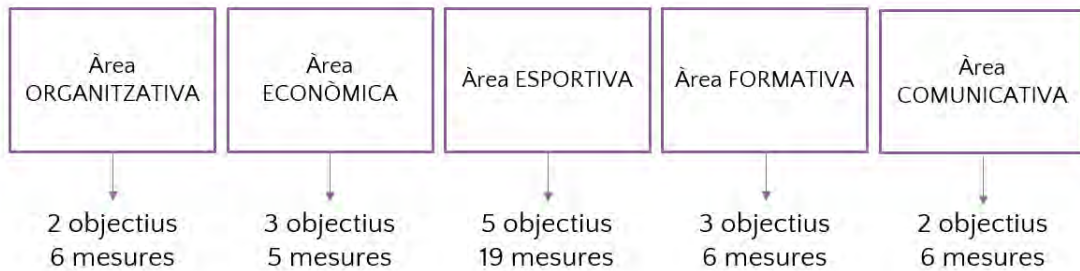 Àrea
ORGANITZATIVA
Àrea
ECONÒMICA
Àrea ESPORTIVA
Àrea FORMATIVA
Àrea
COMUNICATIVA
2 objectius
6 mesures
3 objectius
5 mesures
5 objectius
19 mesures
3 objectius
6 mesures
2 objectius
6 mesures